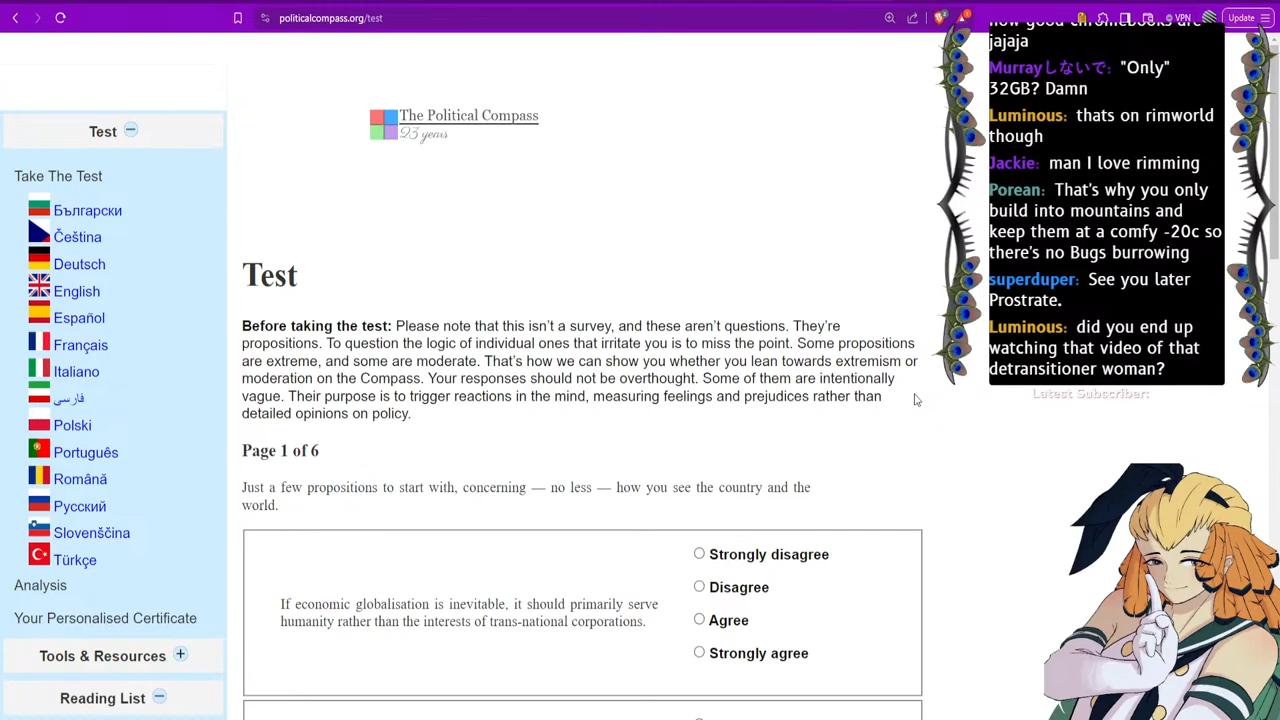 politicalcompass.org/test
VPN
Update
The Political Compass
23 years
Test
Take The Test
Български
Čeština
Deutsch
English
Español
Français
Italiano
فارسی
Polski
Português
Română
Русский
Slovenščina
Türkçe
Analysis
Your Personalised Certificate
Tools & Resources
Reading List
Test
Before taking the test: Please note that this isn't a survey, and these aren't questions. They're
propositions. To question the logic of individual ones that irritate you is to miss the point. Some propositions
are extreme, and some are moderate. That's how we can show you whether you lean towards extremism or
moderation on the Compass. Your responses should not be overthought. Some of them are intentionally
vague. Their purpose is to trigger reactions in the mind, measuring feelings and prejudices rather than
detailed opinions on policy.
Page 1 of 6
Just a few propositions to start with, concerning — no less — how you see the country and the
world.
If economic globalisation is inevitable, it should primarily serve
humanity rather than the interests of trans-national corporations.
Strongly disagree
Disagree
Agree
Strongly agree
how good chromebooks are
jajaja
Murrayしないで: "Only"
32GB? Damn
Luminous: thats on rimworld
though
Jackie: man I love rimming
Porean: That's why you only
build into mountains and
keep them at a comfy -20c so
there's no Bugs burrowing
superduper: See you later
Prostrate.
Luminous: did you end up
watching that video of that
detransitioner woman?
Latest Subscriber: